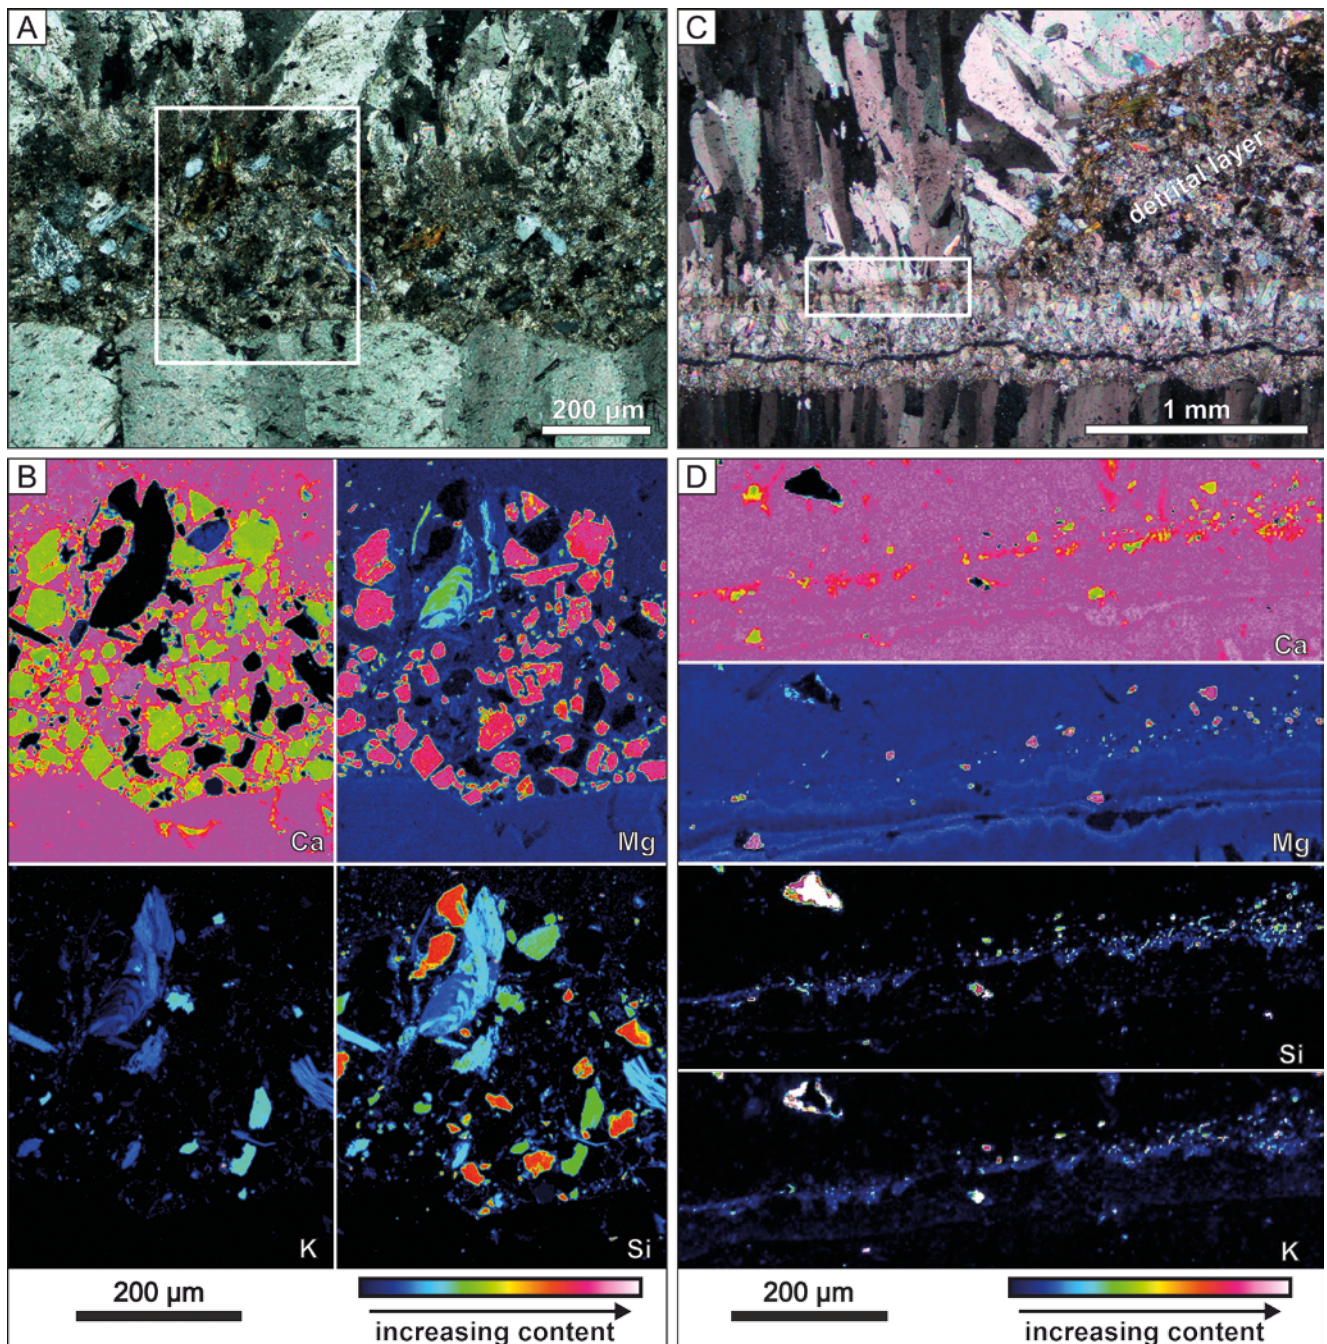 A
200 µm
C
detrital layer
1 mm
B
Ca
Mg
K
Si
200 µm
increasing content
D
Ca
Mg
Si
K
200 µm
increasing content